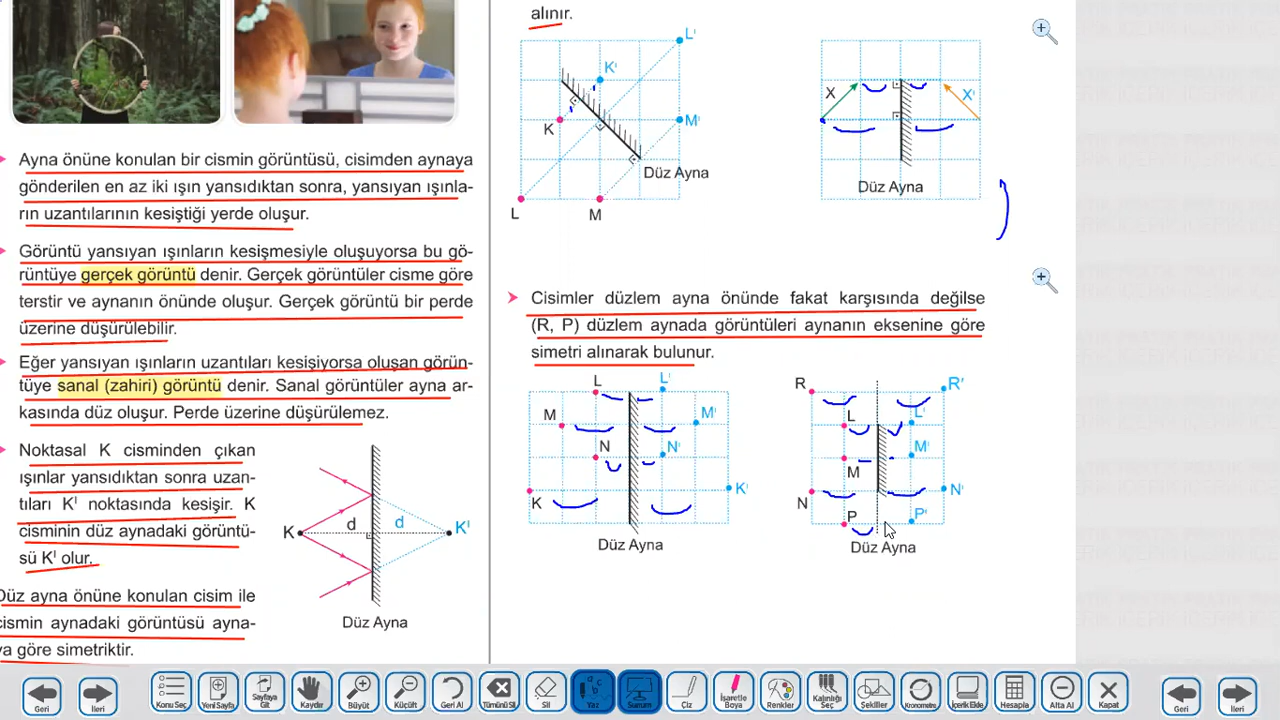 Ayna önüne konulan bir cismin görüntüsü, cisimden aynaya
gönderilen en az iki ışın yansıdıktan sonra, yansıyan ışınla-
rın uzantılarının kesiştiği yerde oluşur.
Görüntü yansıyan ışınların kesişmesiyle oluşuyorsa bu gö-
rüntüye gerçek görüntü denir. Gerçek görüntüler cisme göre
terstir ve aynanın önünde oluşur. Gerçek görüntü bir perde
üzerine düşürülebilir.
Eğer yansıyan ışınların uzantıları kesişiyorsa oluşan görün-
tüye sanal (zahiri) görüntü denir. Sanal görüntüler ayna ar-
kasında düz oluşur. Perde üzerine düşürülemez.
Noktasal K cisminden çıkan
ışınlar yansıdıktan sonra uzan-
tıları K' noktasında kesişir. K
cisminin düz aynadaki görüntü-
sü K' olur.
K
d
d
K'
Düz Ayna
Düz ayna önüne konulan cisim ile
cismin aynadaki görüntüsü ayna-
ya göre simetriktir.
alınır.
L'
K'
K
M'
Düz Ayna
L
M
X
X'
Düz Ayna
Cisimler düzlem ayna önünde fakat karşısında değilse
(R, P) düzlem aynada görüntüleri aynanın eksenine göre
simetri alınarak bulunur.
L
L'
M
M'
N
N'
K
K'
Düz Ayna
R
R'
L
L'
M
M'
N
N'
P
P'
Düz Ayna
Geri
İleri
Konu Seç
Yeni Sayfa
Sayfaya Git
Kaydır
Büyüt
Küçült
Geri Al
Tümünü Sil
Sil
a b c
Yaz
Sunum
Çiz
İşaretle Boya
Renkler
Kalınlığı Seç
Şekiller
Kronometre
İçerik Ekle
Hesapla
Alta Al
Kapat
Geri
İleri